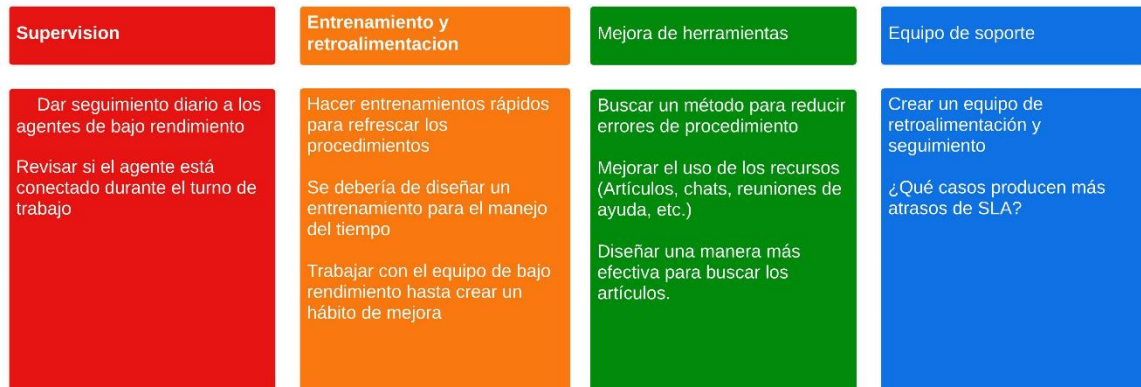 Supervision
Entrenamiento y
retroalimentacion
Mejora de herramientas
Equipo de soporte
Dar seguimiento diario a los
agentes de bajo rendimiento
Revisar si el agente está
conectado durante el turno de
trabajo
Hacer entrenamientos rápidos
para refrescar los
procedimientos
Se debería de diseñar un
entrenamiento para el manejo
del tiempo
Trabajar con el equipo de bajo
rendimiento hasta crear un
hábito de mejora
Buscar un método para reducir
errores de procedimiento
Mejorar el uso de los recursos
(Artículos, chats, reuniones de
ayuda, etc.)
Diseñar una manera más
efectiva para buscar los
artículos.
Crear un equipo de
retroalimentación y
seguimiento
¿Qué casos producen más
atrasos de SLA?